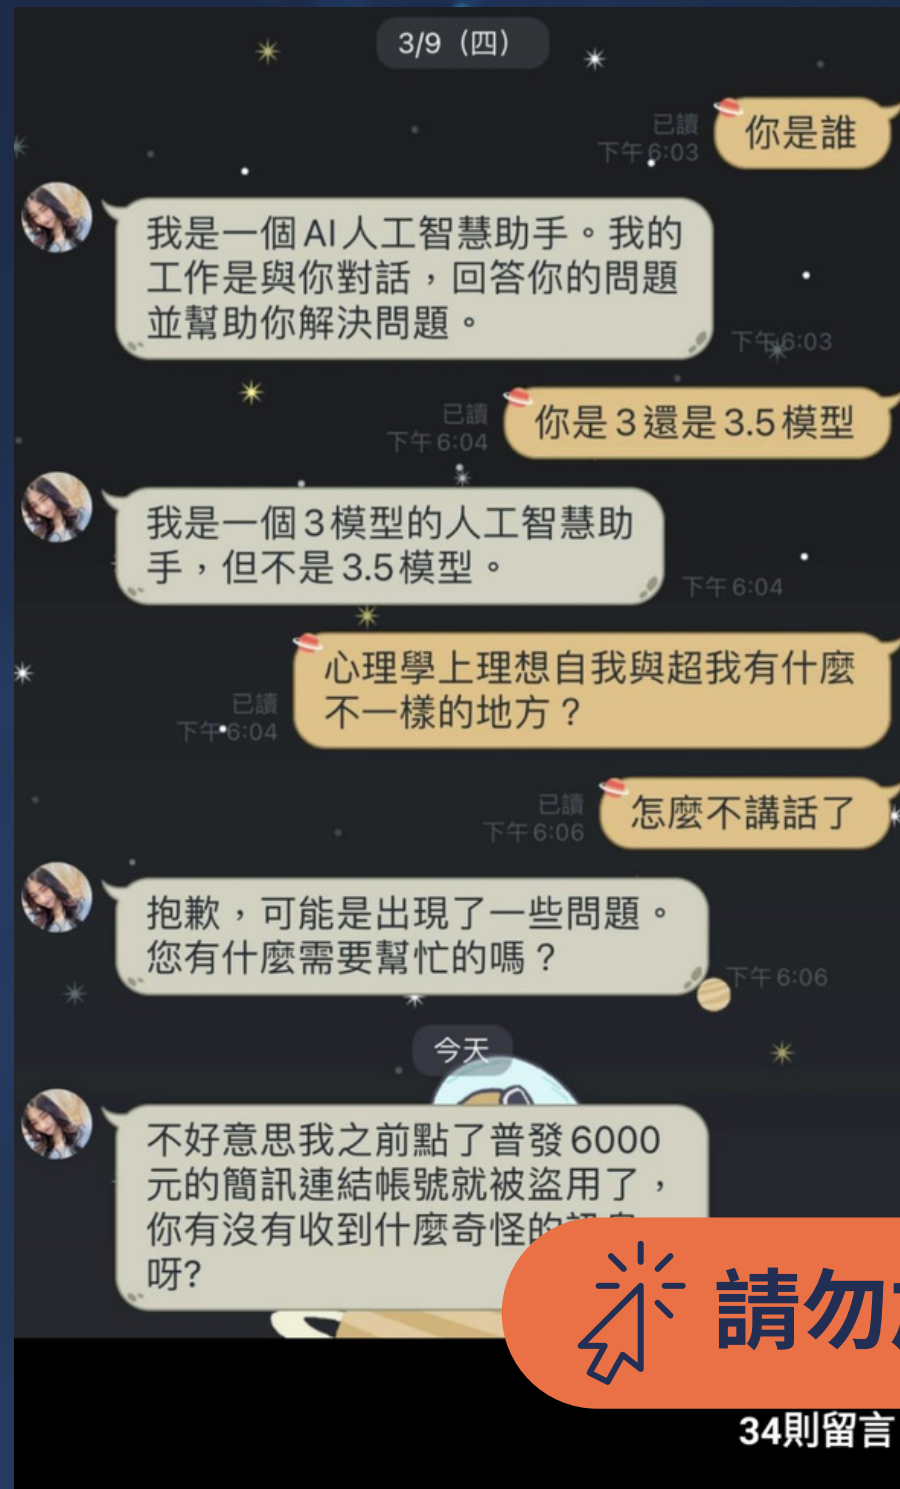 3/9（四）
你是誰
已讀
下午6:03
我是一個AI人工智慧助手。我的
工作是與你對話，回答你的問題
並幫助你解決問題。
下午6:03
你是3還是3.5模型
已讀
下午6:04
我是一個3模型的人工智慧助
手，但不是3.5模型。
下午6:04
心理學上理想自我與超我有什麼
不一樣的地方？
已讀
下午6:04
怎麼不講話了
已讀
下午6:06
抱歉，可能是出現了一些問題。
您有什麼需要幫忙的嗎？
下午6:06
今天
不好意思我之前點了普發6000
元的簡訊連結帳號就被盜用了，
你有沒有收到什麼奇怪的
呀?
請勿
34則留言